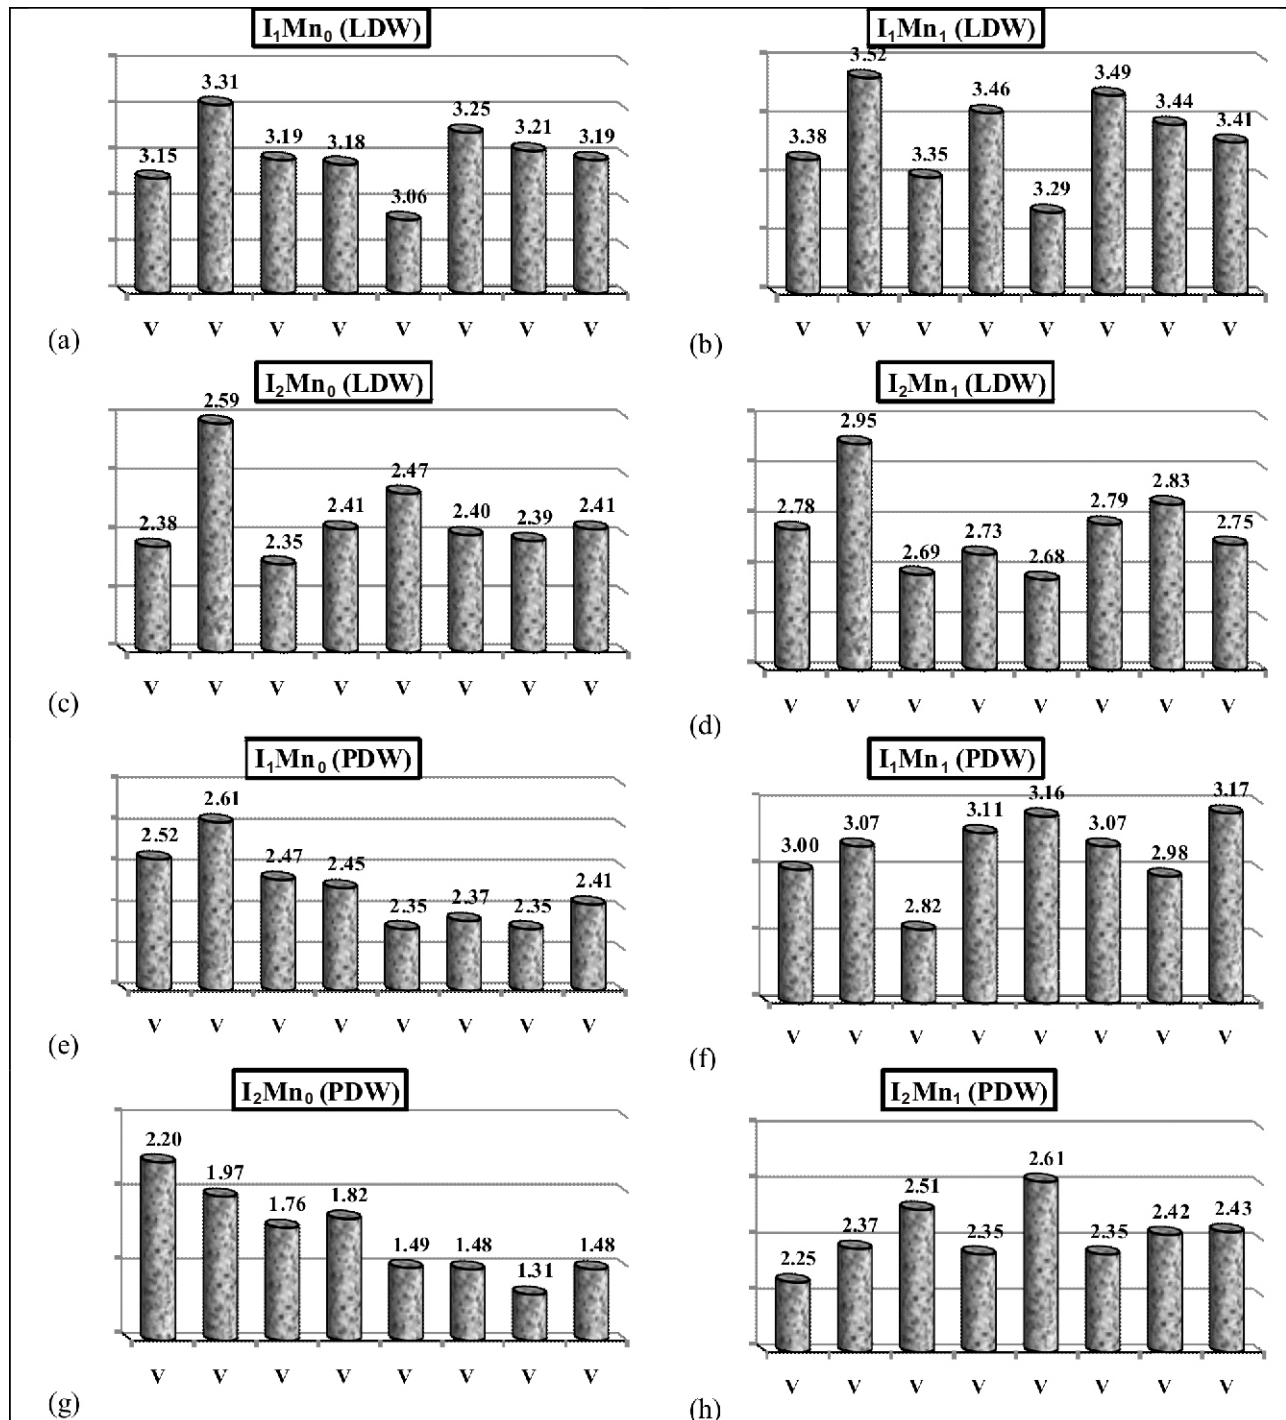 I₁Mn₀ (LDW)
3.15 3.31 3.19 3.18 3.06 3.25 3.21 3.19
V V V V V V V V
(a)
I₁Mn₁ (LDW)
3.38 3.52 3.35 3.46 3.29 3.49 3.44 3.41
V V V V V V V V
(b)
I₂Mn₀ (LDW)
2.38 2.59 2.35 2.41 2.47 2.40 2.39 2.41
V V V V V V V V
(c)
I₂Mn₁ (LDW)
2.78 2.95 2.69 2.73 2.68 2.79 2.83 2.75
V V V V V V V V
(d)
I₁Mn₀ (PDW)
2.52 2.61 2.47 2.45 2.35 2.37 2.35 2.41
V V V V V V V V
(e)
I₁Mn₁ (PDW)
3.00 3.07 2.82 3.11 3.16 3.07 2.98 3.17
V V V V V V V V
(f)
I₂Mn₀ (PDW)
2.20 1.97 1.76 1.82 1.49 1.48 1.31 1.48
V V V V V V V V
(g)
I₂Mn₁ (PDW)
2.25 2.37 2.51 2.35 2.61 2.35 2.42 2.43
V V V V V V V V
(h)